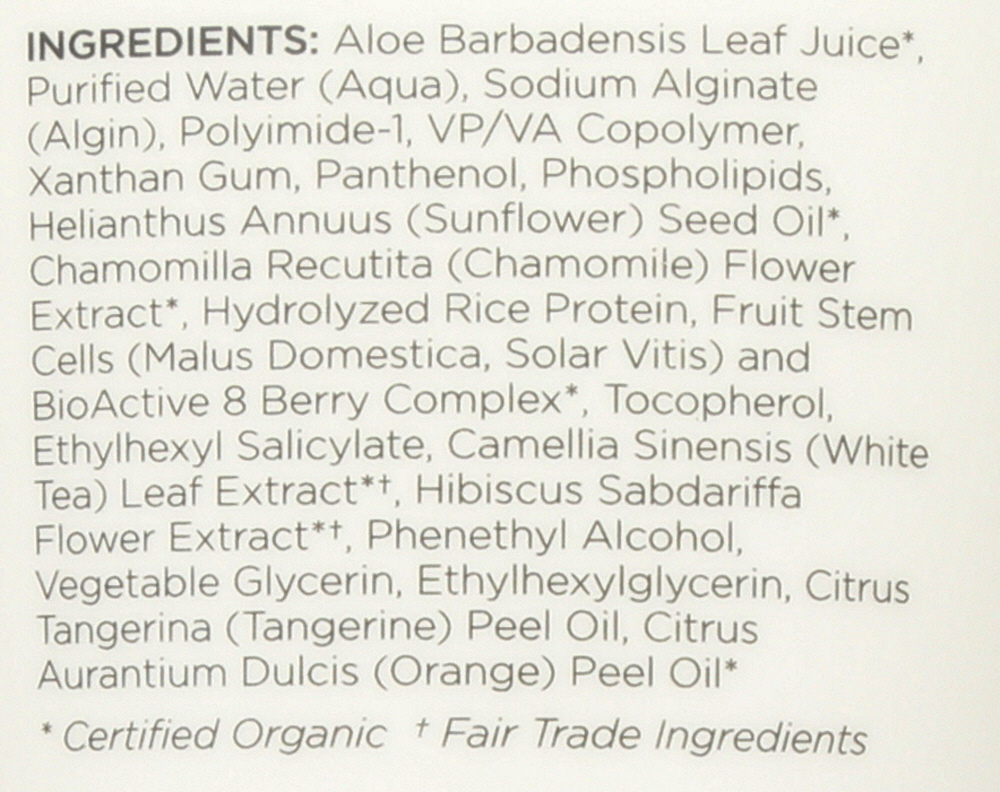 INGREDIENTS: Aloe Barbadensis Leaf Juice*,
Purified Water (Aqua), Sodium Alginate
(Algin), Polyimide-1, VP/VA Copolymer,
Xanthan Gum, Panthenol, Phospholipids,
Helianthus Annuus (Sunflower) Seed Oil*,
Chamomilla Recutita (Chamomile) Flower
Extract*, Hydrolyzed Rice Protein, Fruit Stem
Cells (Malus Domestica, Solar Vitis) and
BioActive 8 Berry Complex*, Tocopherol,
Ethylhexyl Salicylate, Camellia Sinensis (White
Tea) Leaf Extract*†, Hibiscus Sabdariffa
Flower Extract*†, Phenethyl Alcohol,
Vegetable Glycerin, Ethylhexylglycerin, Citrus
Tangerina (Tangerine) Peel Oil, Citrus
Aurantium Dulcis (Orange) Peel Oil*
* Certified Organic † Fair Trade Ingredients